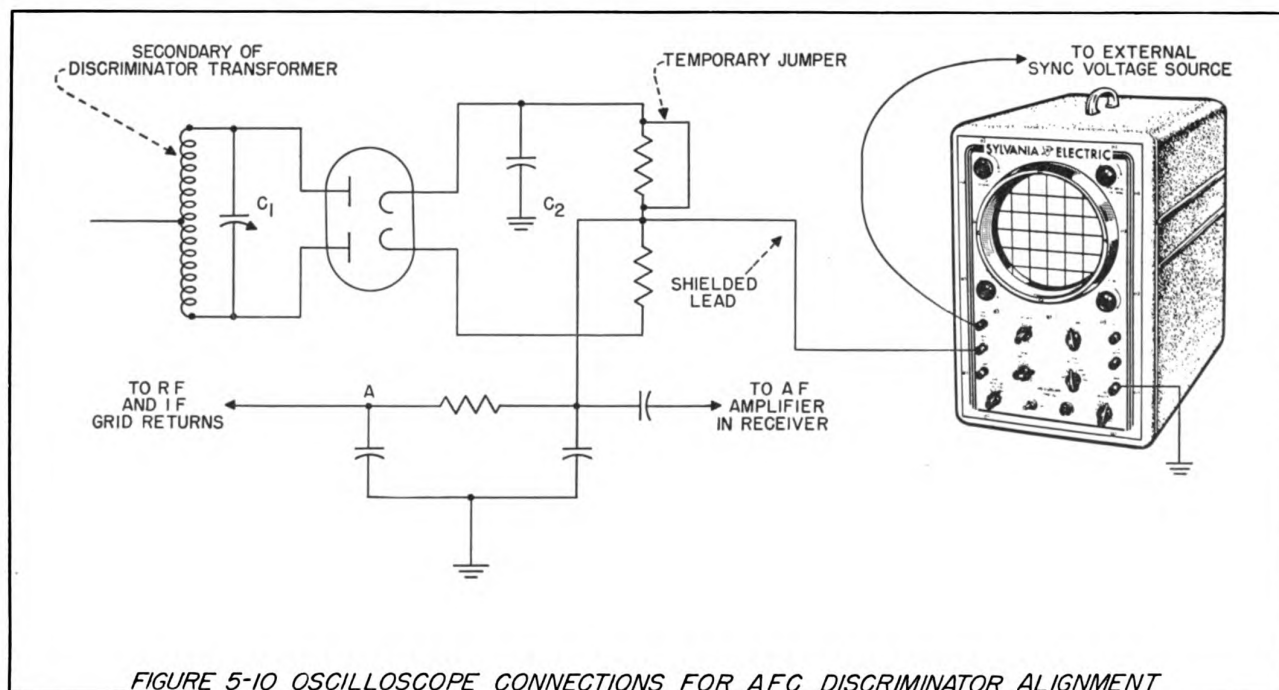 SECONDARY OF
DISCRIMINATOR TRANSFORMER
TEMPORARY JUMPER
TO EXTERNAL
SYNC VOLTAGE SOURCE
SYLVANIA ELECTRIC
C1
C2
SHIELDED
LEAD
TO RF
AND IF
GRID RETURNS
A
TO AF
AMPLIFIER
IN RECEIVER
FIGURE 5-10 OSCILLOSCOPE CONNECTIONS FOR AFC DISCRIMINATOR ALIGNMENT